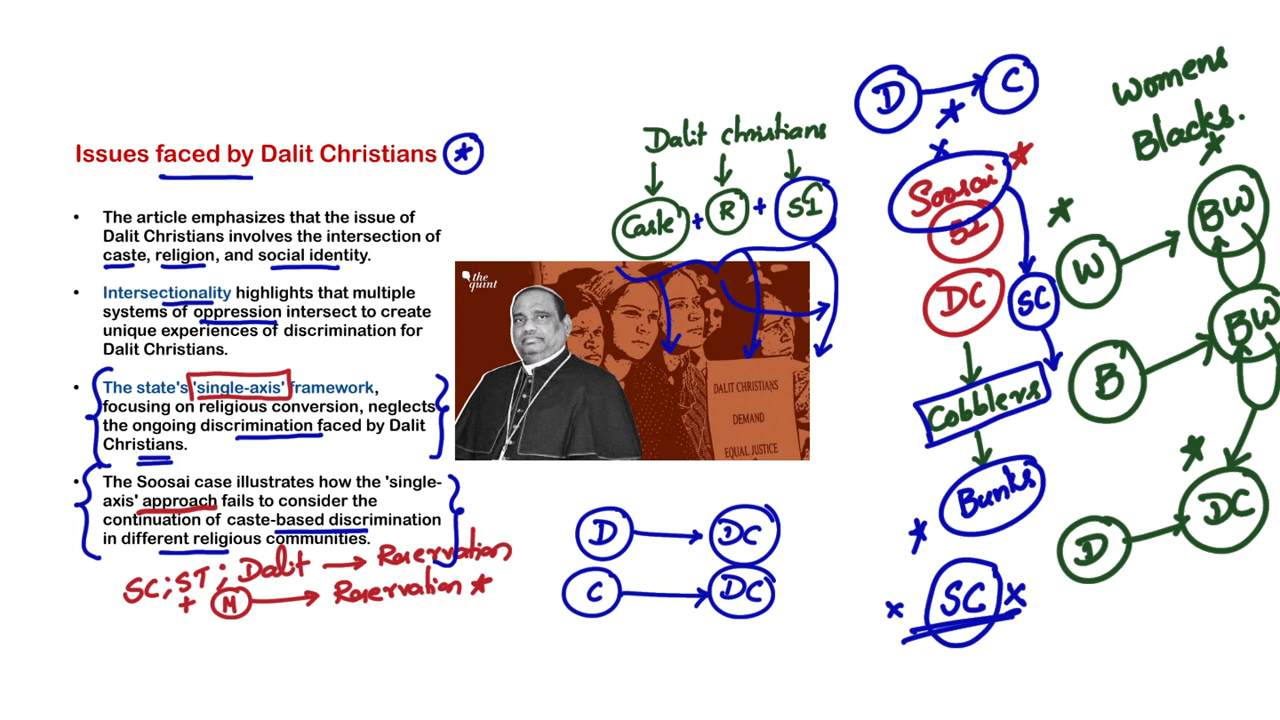 Issues faced by Dalit Christians *
• The article emphasizes that the issue of
Dalit Christians involves the intersection of
caste, religion, and social identity.
• Intersectionality highlights that multiple
systems of oppression intersect to create
unique experiences of discrimination for
Dalit Christians.
• The state's 'single-axis' framework,
focusing on religious conversion, neglects
the ongoing discrimination faced by Dalit
Christians.
• The Soosai case illustrates how the 'single-
axis' approach fails to consider the
continuation of caste-based discrimination
in different religious communities.
SC; ST; Dalit → Reservation
+ M → Reservation *
Dalit christians
Caste + R + SI
the
quint
DALIT CHRISTIANS
DEMAND
EQUAL JUSTICE
D → DC
C → DC
D → C
Soosai
DC
SC
Cobblers
Bunks
SC
Womens
Blacks.
W → BW
B → BW
D → DC